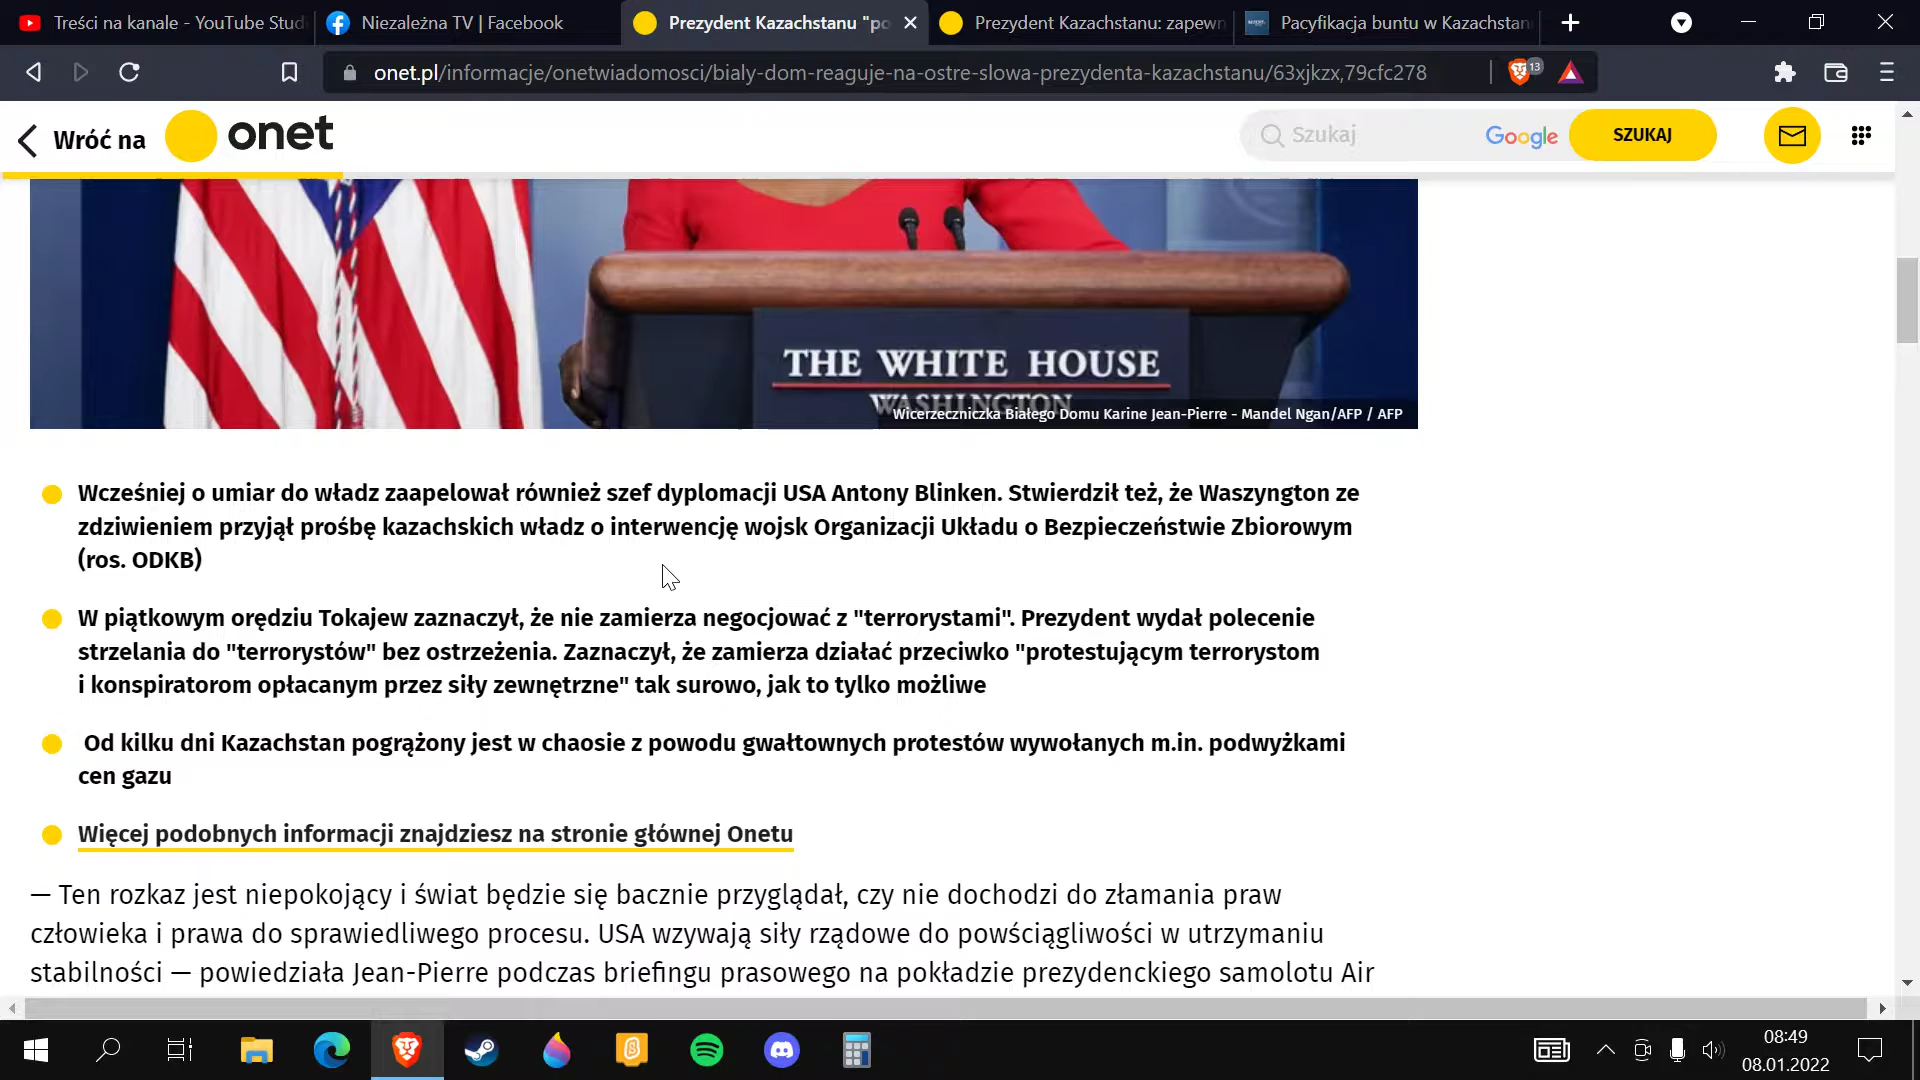 Treści na kanale - YouTube Stud
Niezależna TV | Facebook
Prezydent Kazachstanu "po
Prezydent Kazachstanu: zapewn
Pacyfikacja buntu w Kazachstan
onet.pl/informacje/onetwiadomosci/bialy-dom-reaguje-na-ostre-slowa-prezydenta-kazachstanu/63xjkzx,79cfc278
13
Wróć na
onet
Szukaj
Google
SZUKAJ
THE WHITE HOUSE
WASHINGTON
Wicerzeczniczka Białego Domu Karine Jean-Pierre - Mandel Ngan/AFP / AFP
Wcześniej o umiar do władz zaapelował również szef dyplomacji USA Antony Blinken. Stwierdził też, że Waszyngton ze
zdziwieniem przyjął prośbę kazachskich władz o interwencję wojsk Organizacji Układu o Bezpieczeństwie Zbiorowym
(ros. ODKB)
W piątkowym orędziu Tokajew zaznaczył, że nie zamierza negocjować z "terrorystami". Prezydent wydał polecenie
strzelania do "terrorystów" bez ostrzeżenia. Zaznaczył, że zamierza działać przeciwko "protestującym terrorystom
i konspiratorom opłacanym przez siły zewnętrzne" tak surowo, jak to tylko możliwe
Od kilku dni Kazachstan pogrążony jest w chaosie z powodu gwałtownych protestów wywołanych m.in. podwyżkami
cen gazu
Więcej podobnych informacji znajdziesz na stronie głównej Onetu
— Ten rozkaz jest niepokojący i świat będzie się bacznie przyglądał, czy nie dochodzi do złamania praw
człowieka i prawa do sprawiedliwego procesu. USA wzywają siły rządowe do powściągliwości w utrzymaniu
stabilności — powiedziała Jean-Pierre podczas briefingu prasowego na pokładzie prezydenckiego samolotu Air
08:49
08.01.2022